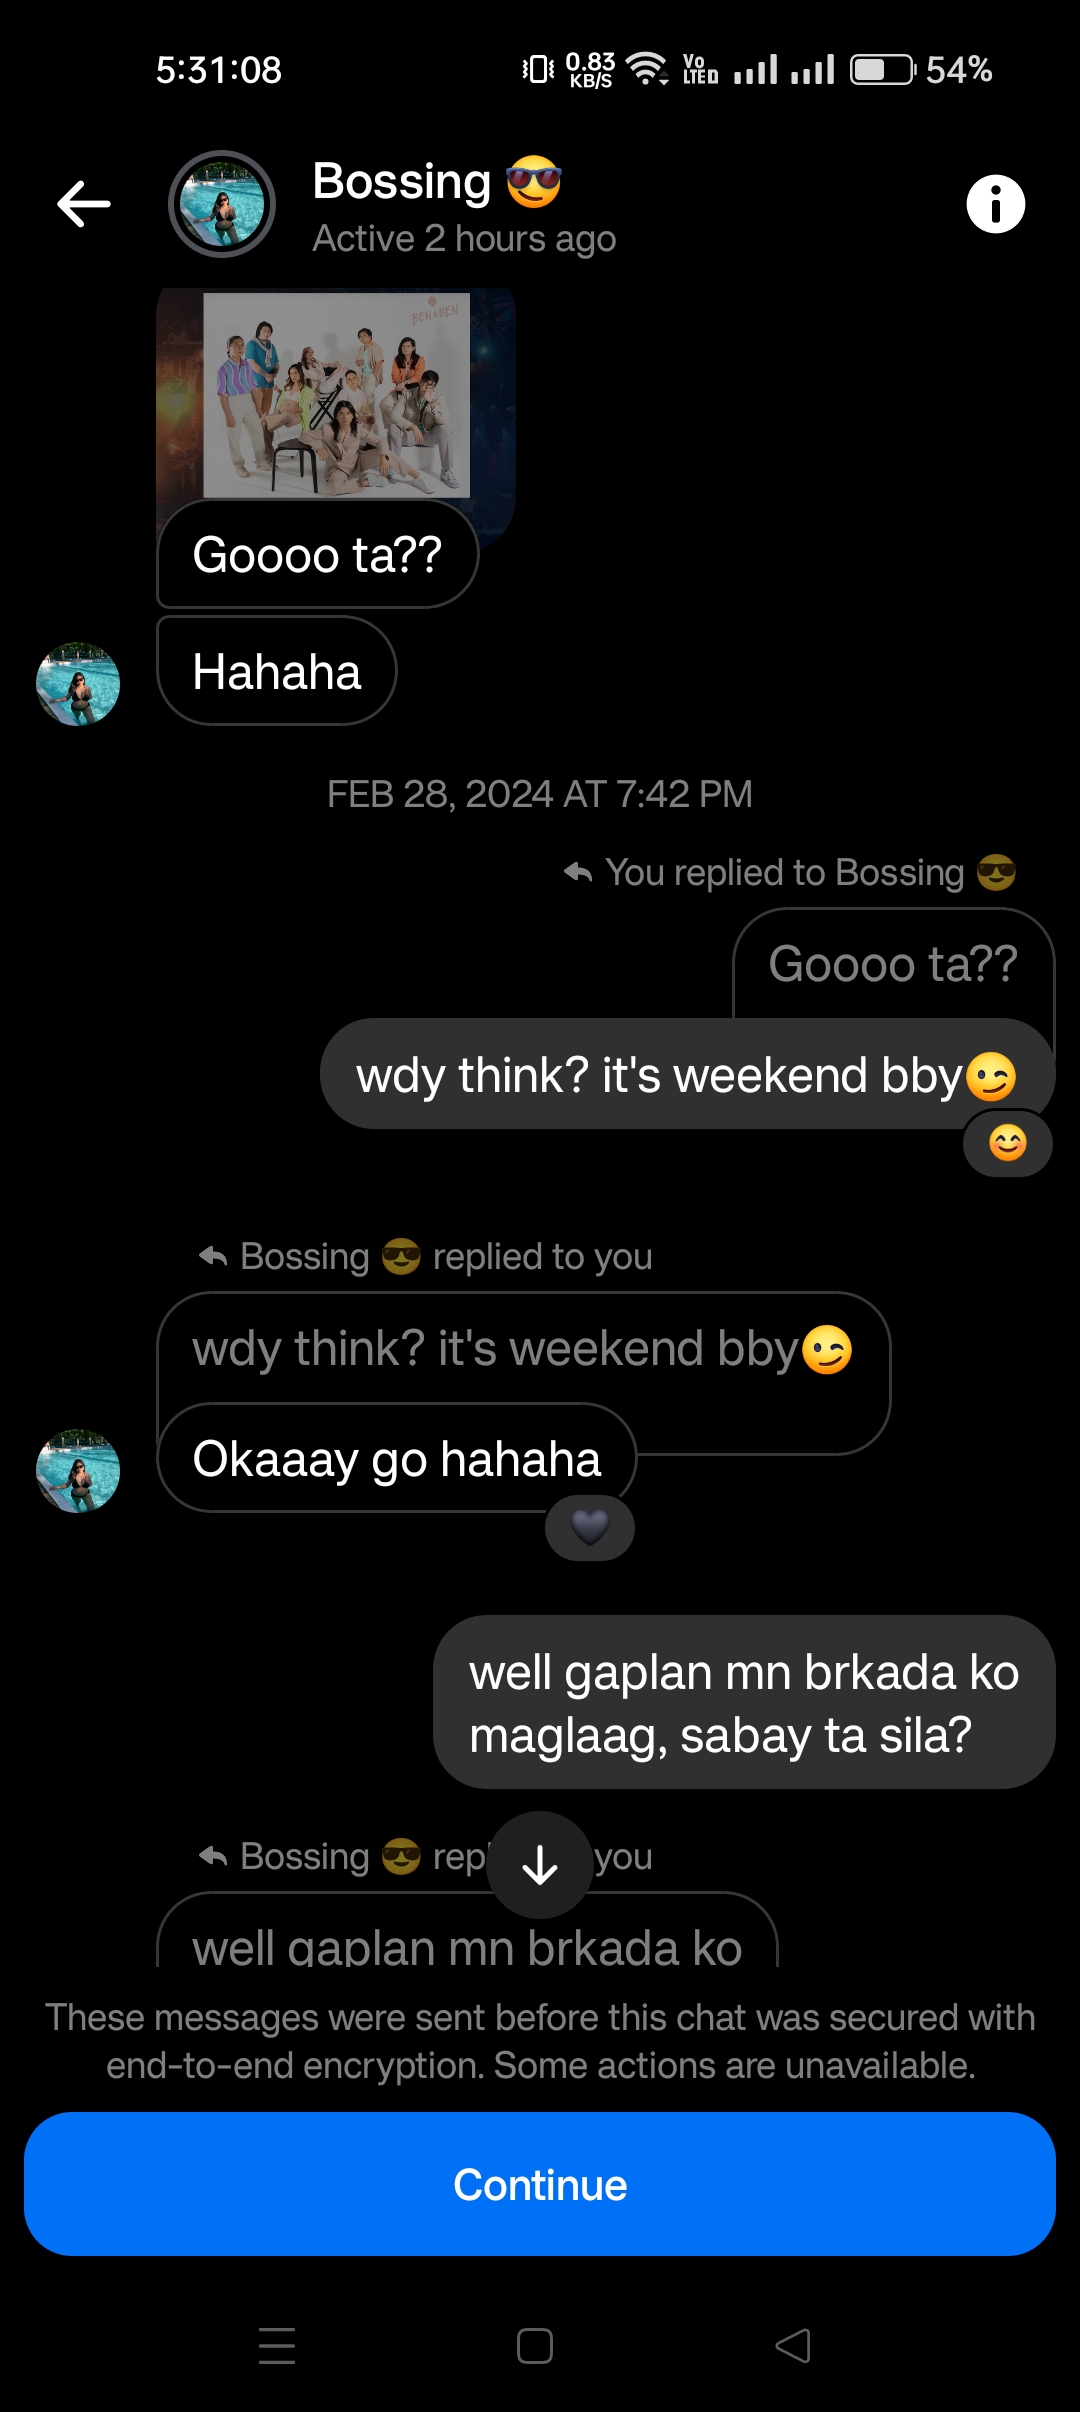 5:31:08
0.83
KB/S
Vo
LTE
54%
Bossing 😎
Active 2 hours ago
BEN&BEN
Goooo ta??
Hahaha
FEB 28, 2024 AT 7:42 PM
You replied to Bossing 😎
Goooo ta??
wdy think? it's weekend bby😉
😊
Bossing 😎 replied to you
wdy think? it's weekend bby😉
Okaaay go hahaha
🖤
well gaplan mn brkada ko
maglaag, sabay ta sila?
Bossing 😎 you
well gaplan mn brkada ko
These messages were sent before this chat was secured with
end-to-end encryption. Some actions are unavailable.
Continue